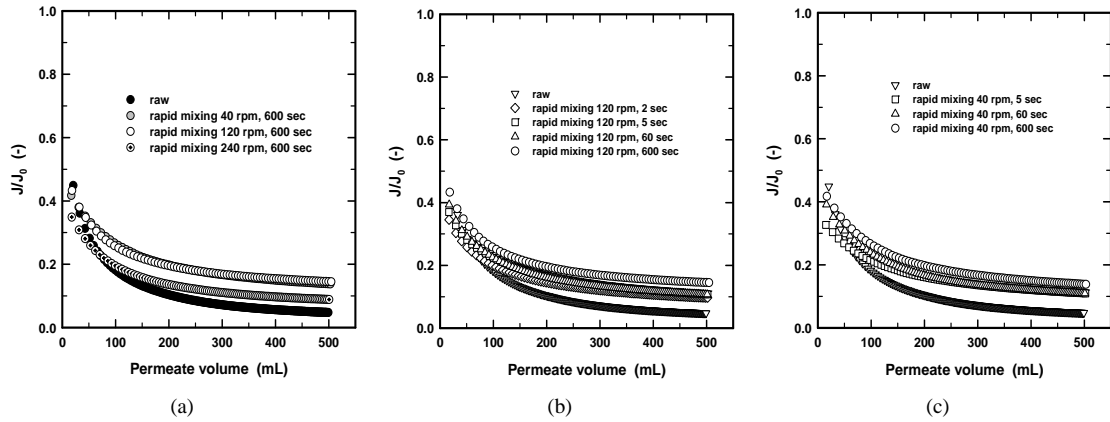 1.0
0.8
0.6
0.4
0.2
0.0
J/J0 (-)
raw
rapid mixing 40 rpm, 600 sec
rapid mixing 120 rpm, 600 sec
rapid mixing 240 rpm, 600 sec
0 100 200 300 400 500
Permeate volume (mL)
(a)
1.0
0.8
0.6
0.4
0.2
0.0
J/J0 (-)
raw
rapid mixing 120 rpm, 2 sec
rapid mixing 120 rpm, 5 sec
rapid mixing 120 rpm, 60 sec
rapid mixing 120 rpm, 600 sec
0 100 200 300 400 500
Permeate volume (mL)
(b)
1.0
0.8
0.6
0.4
0.2
0.0
J/J0 (-)
raw
rapid mixing 40 rpm, 5 sec
rapid mixing 40 rpm, 60 sec
rapid mixing 40 rpm, 600 sec
0 100 200 300 400 500
Permeate volume (mL)
(c)